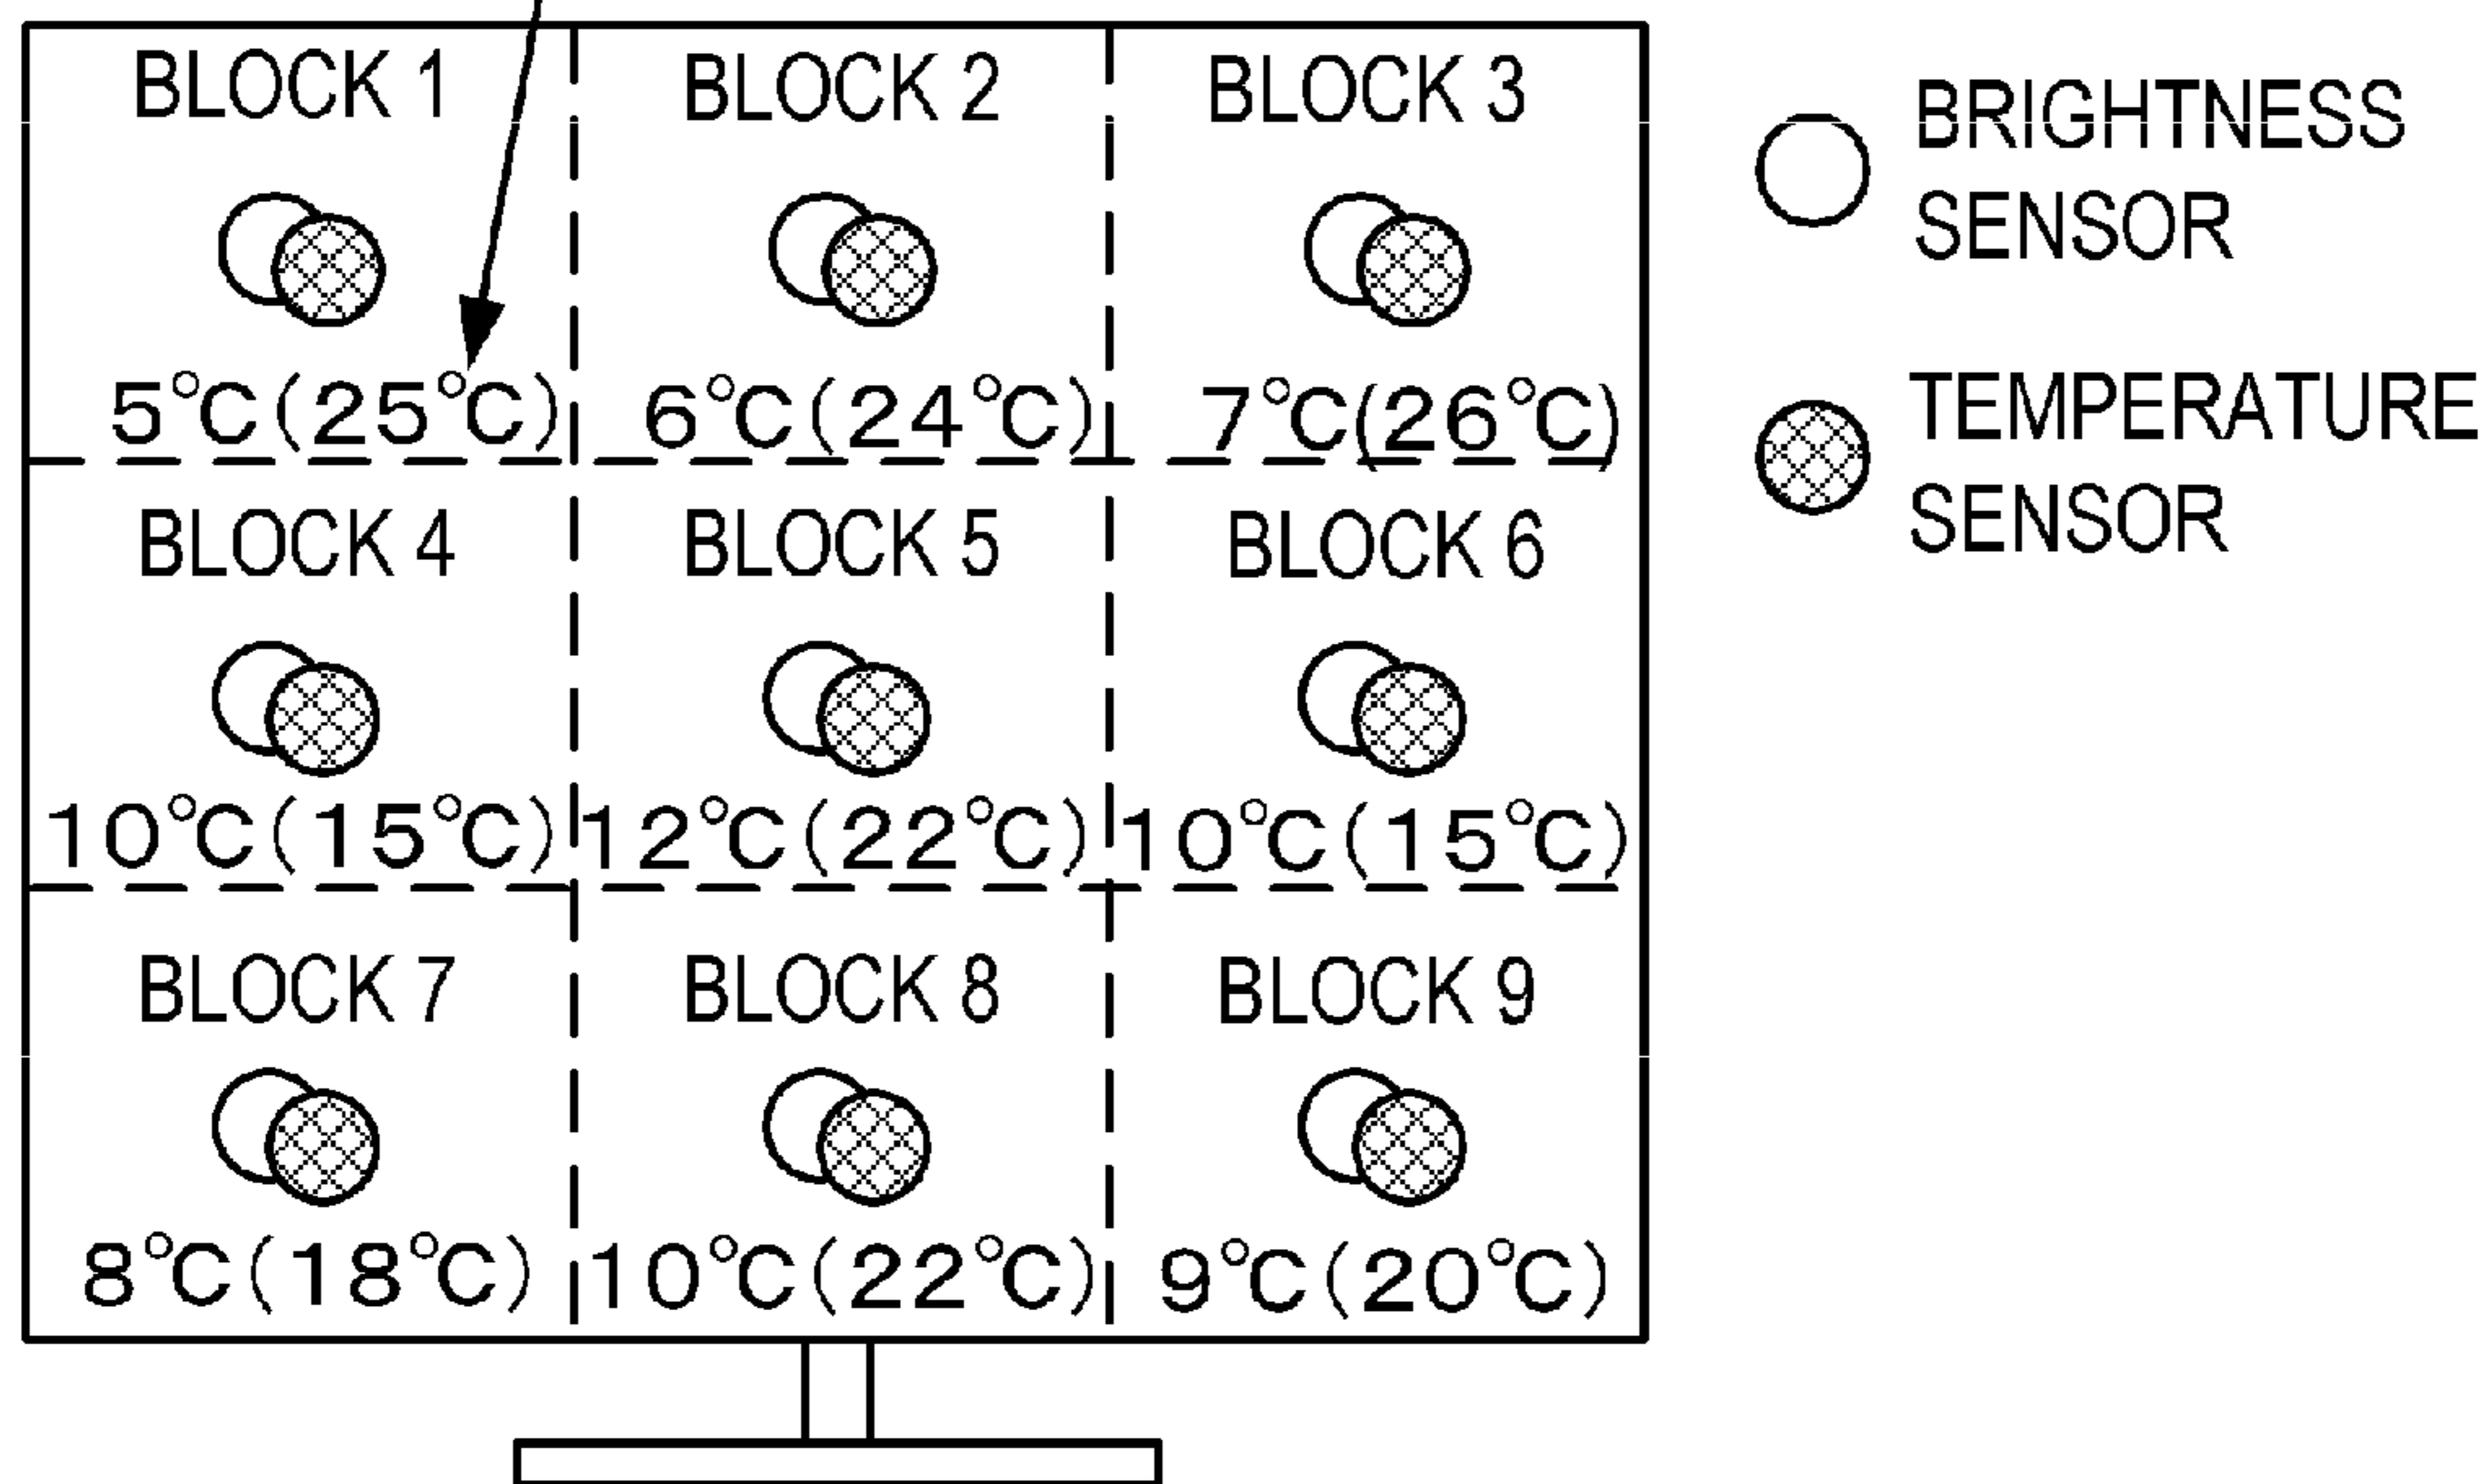 BLOCK 1
BLOCK 2
BLOCK 3
5°C(25°C)
6°C(24°C)
7°C(26°C)
BLOCK 4
BLOCK 5
BLOCK 6
10°C(15°C)
12°C(22°C)
10°C(15°C)
BLOCK 7
BLOCK 8
BLOCK 9
8°C(18°C)
10°C(22°C)
9°C(20°C)
BRIGHTNESS
SENSOR
TEMPERATURE
SENSOR